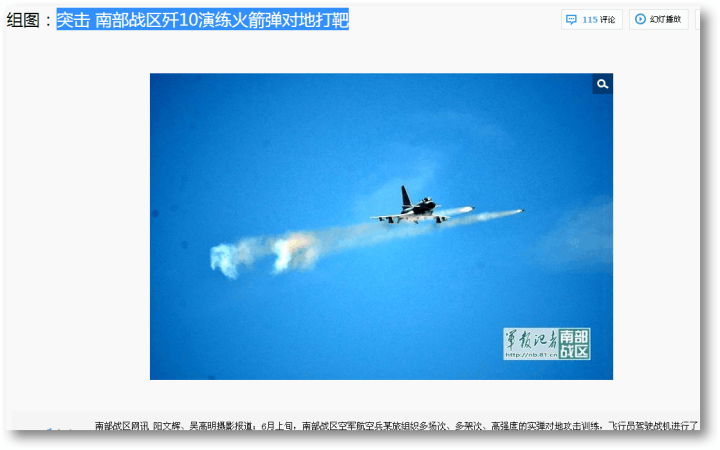 组图：突击 南部战区歼10演练火箭弹对地打靶
115 评论
幻灯播放
軍報记者
南部
战区
http://nb.81.cn
南部战区网讯 阳文辉、吴高明摄影报道：6月上旬，南部战区空军航空兵某旅组织多场次、多架次、高强度的实弹对地攻击训练，飞行员驾驶战机进行了